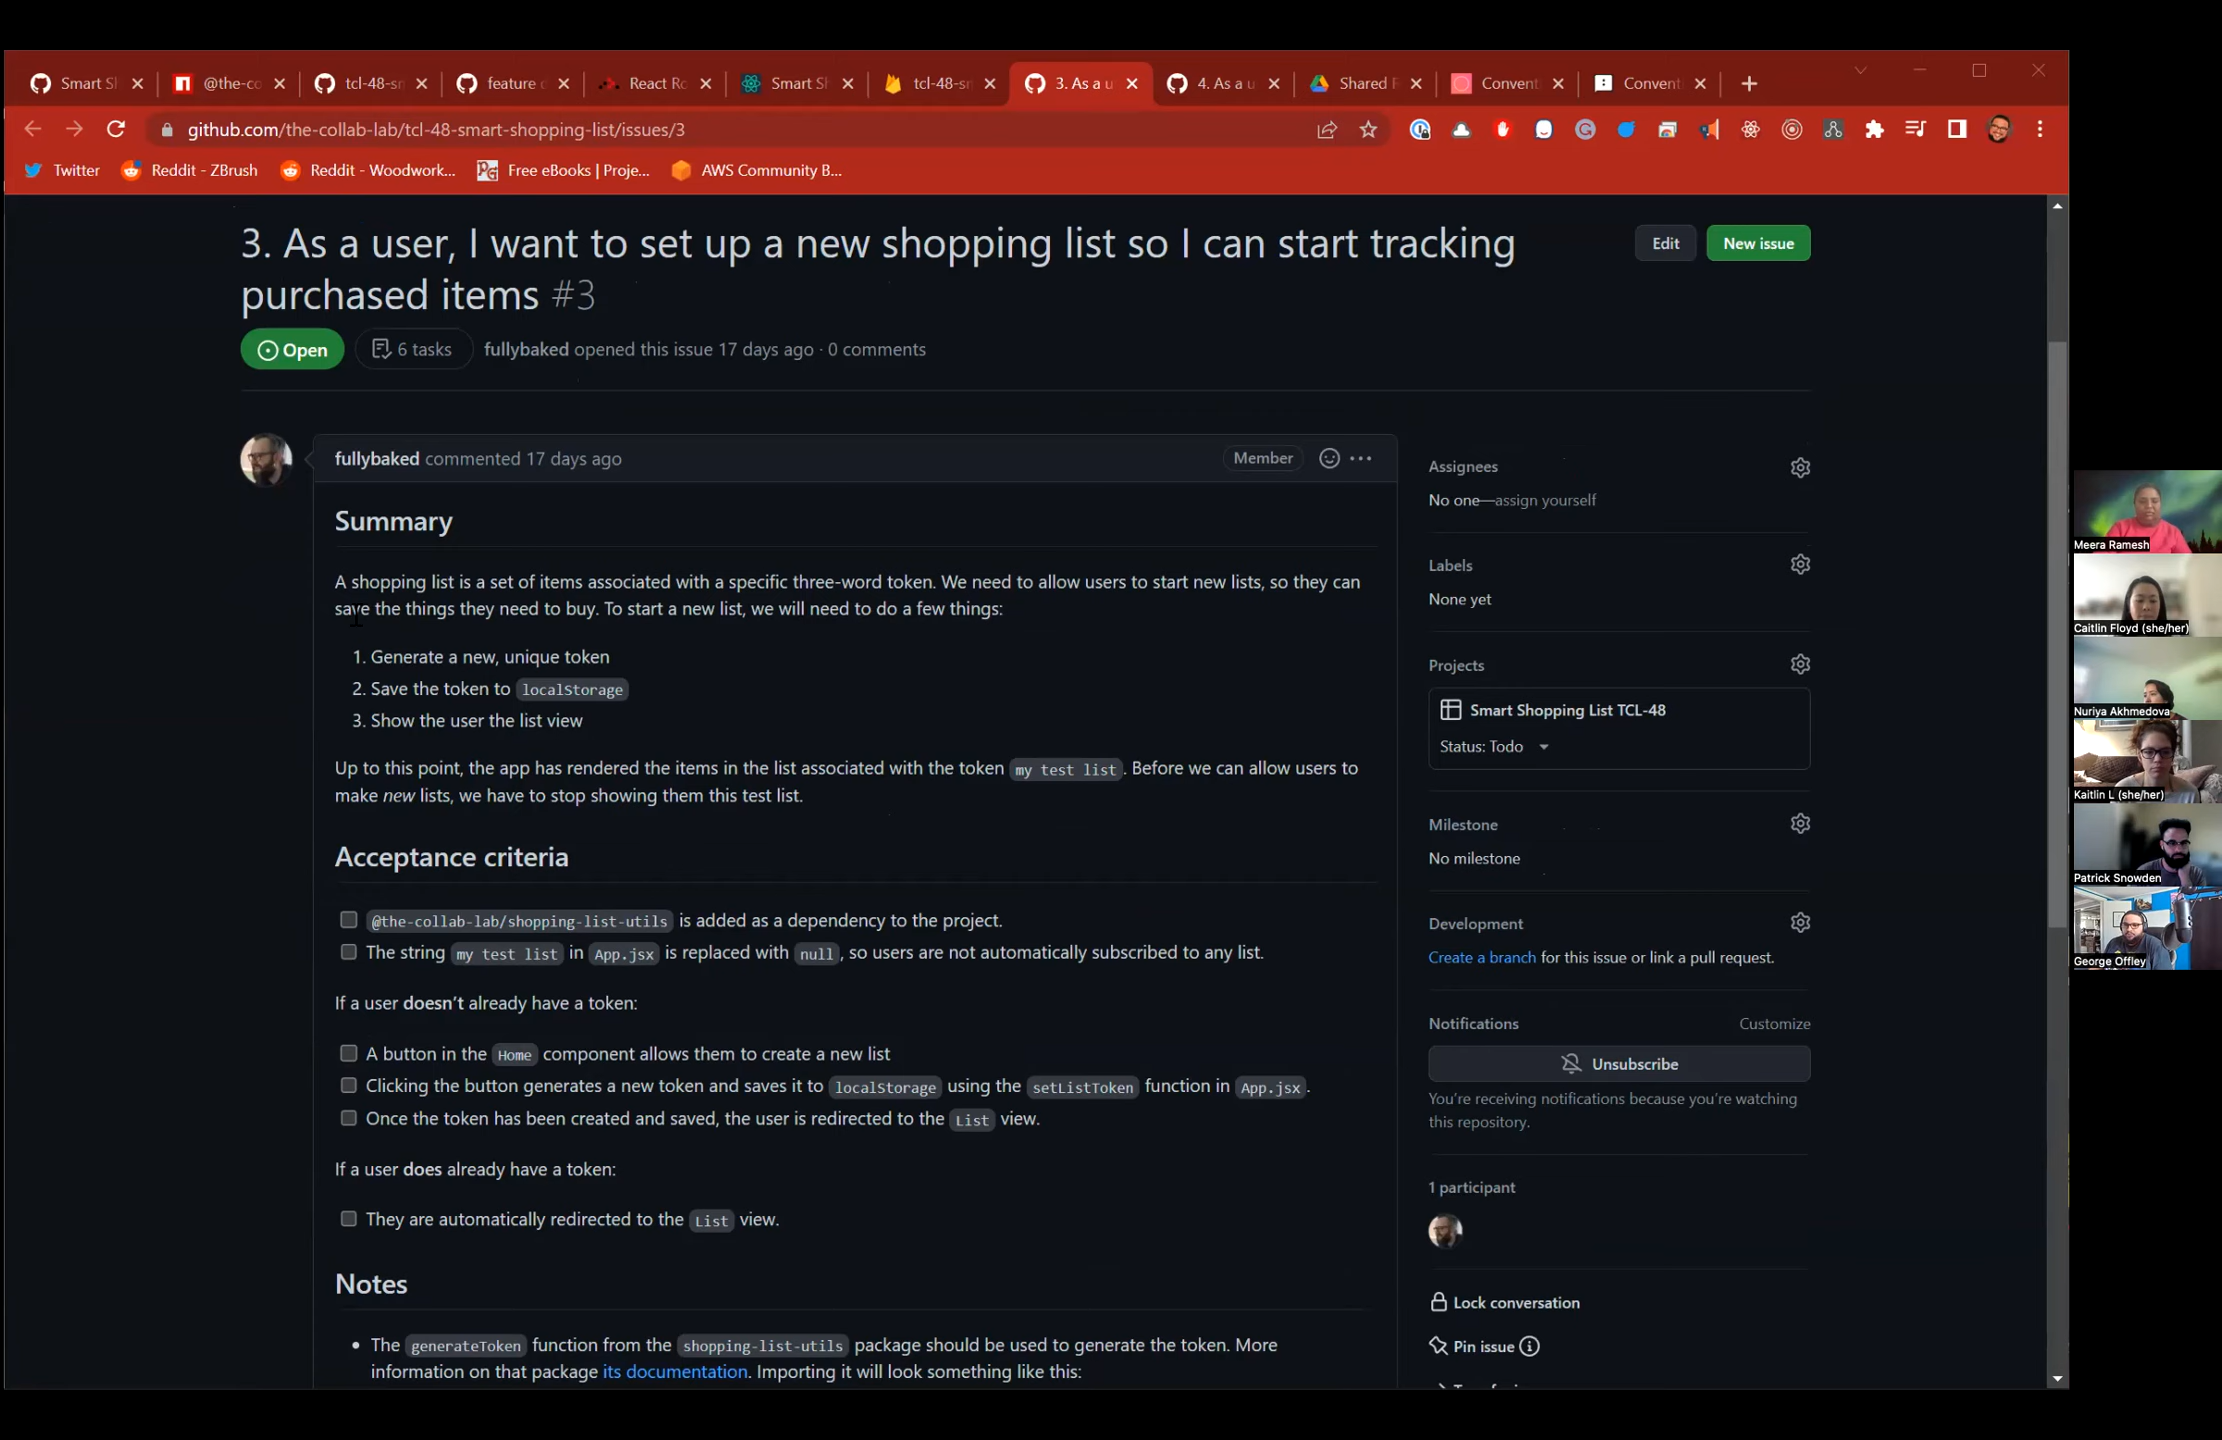 Smart S
@the-co
tcl-48-sn
feature c
React Ro
Smart Sh
tcl-48-sn
3. As a u
4. As a u
Shared
Convent
Convent
github.com/the-collab-lab/tcl-48-smart-shopping-list/issues/3
Twitter
Reddit - ZBrush
Reddit - Woodwork...
Free eBooks | Proje...
AWS Community B...
3. As a user, I want to set up a new shopping list so I can start tracking
purchased items #3
Edit
New issue
Open
6 tasks
fullybaked opened this issue 17 days ago · 0 comments
fullybaked commented 17 days ago
Member
Summary
A shopping list is a set of items associated with a specific three-word token. We need to allow users to start new lists, so they can
save the things they need to buy. To start a new list, we will need to do a few things:
1. Generate a new, unique token
2. Save the token to localStorage
3. Show the user the list view
Up to this point, the app has rendered the items in the list associated with the token my test list. Before we can allow users to
make new lists, we have to stop showing them this test list.
Acceptance criteria
@the-collab-lab/shopping-list-utils is added as a dependency to the project.
The string my test list in App.jsx is replaced with null, so users are not automatically subscribed to any list.
If a user doesn't already have a token:
A button in the Home component allows them to create a new list
Clicking the button generates a new token and saves it to localStorage using the setListToken function in App.jsx.
Once the token has been created and saved, the user is redirected to the List view.
If a user does already have a token:
They are automatically redirected to the List view.
Notes
• The generateToken function from the shopping-list-utils package should be used to generate the token. More
information on that package its documentation. Importing it will look something like this:
Assignees
No one—assign yourself
Labels
None yet
Projects
Smart Shopping List TCL-48
Status: Todo
Milestone
No milestone
Development
Create a branch for this issue or link a pull request.
Notifications
Customize
Unsubscribe
You're receiving notifications because you're watching
this repository.
1 participant
Lock conversation
Pin issue
Meera Ramesh
Caitlin Floyd (she/her)
Nuriya Akhmedova
Kaitlin L (she/her)
Patrick Snowden
George Offley